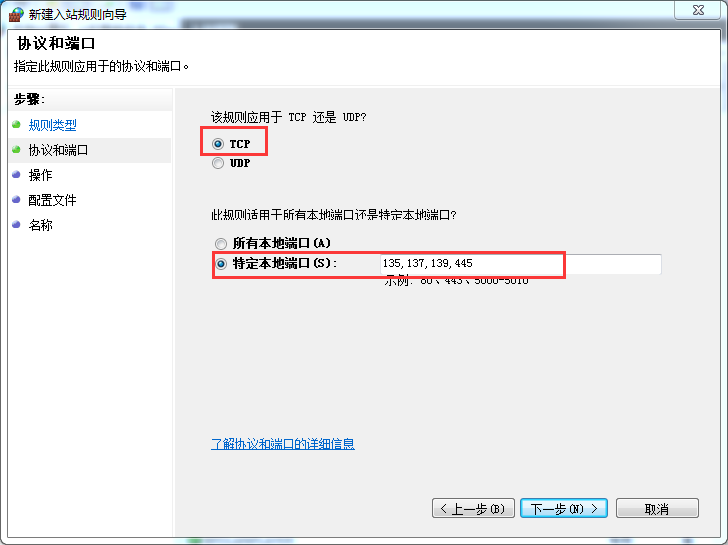 新建入站规则向导
协议和端口
指定此规则应用于的协议和端口。
步骤:
规则类型
协议和端口
操作
配置文件
名称
该规则应用于 TCP 还是 UDP?
TCP
UDP
此规则适用于所有本地端口还是特定本地端口?
所有本地端口(A)
特定本地端口(S): 135,137,139,445
示例: 80、443、5000-5010
了解协议和端口的详细信息
< 上一步(B) 下一步(N) > 取消